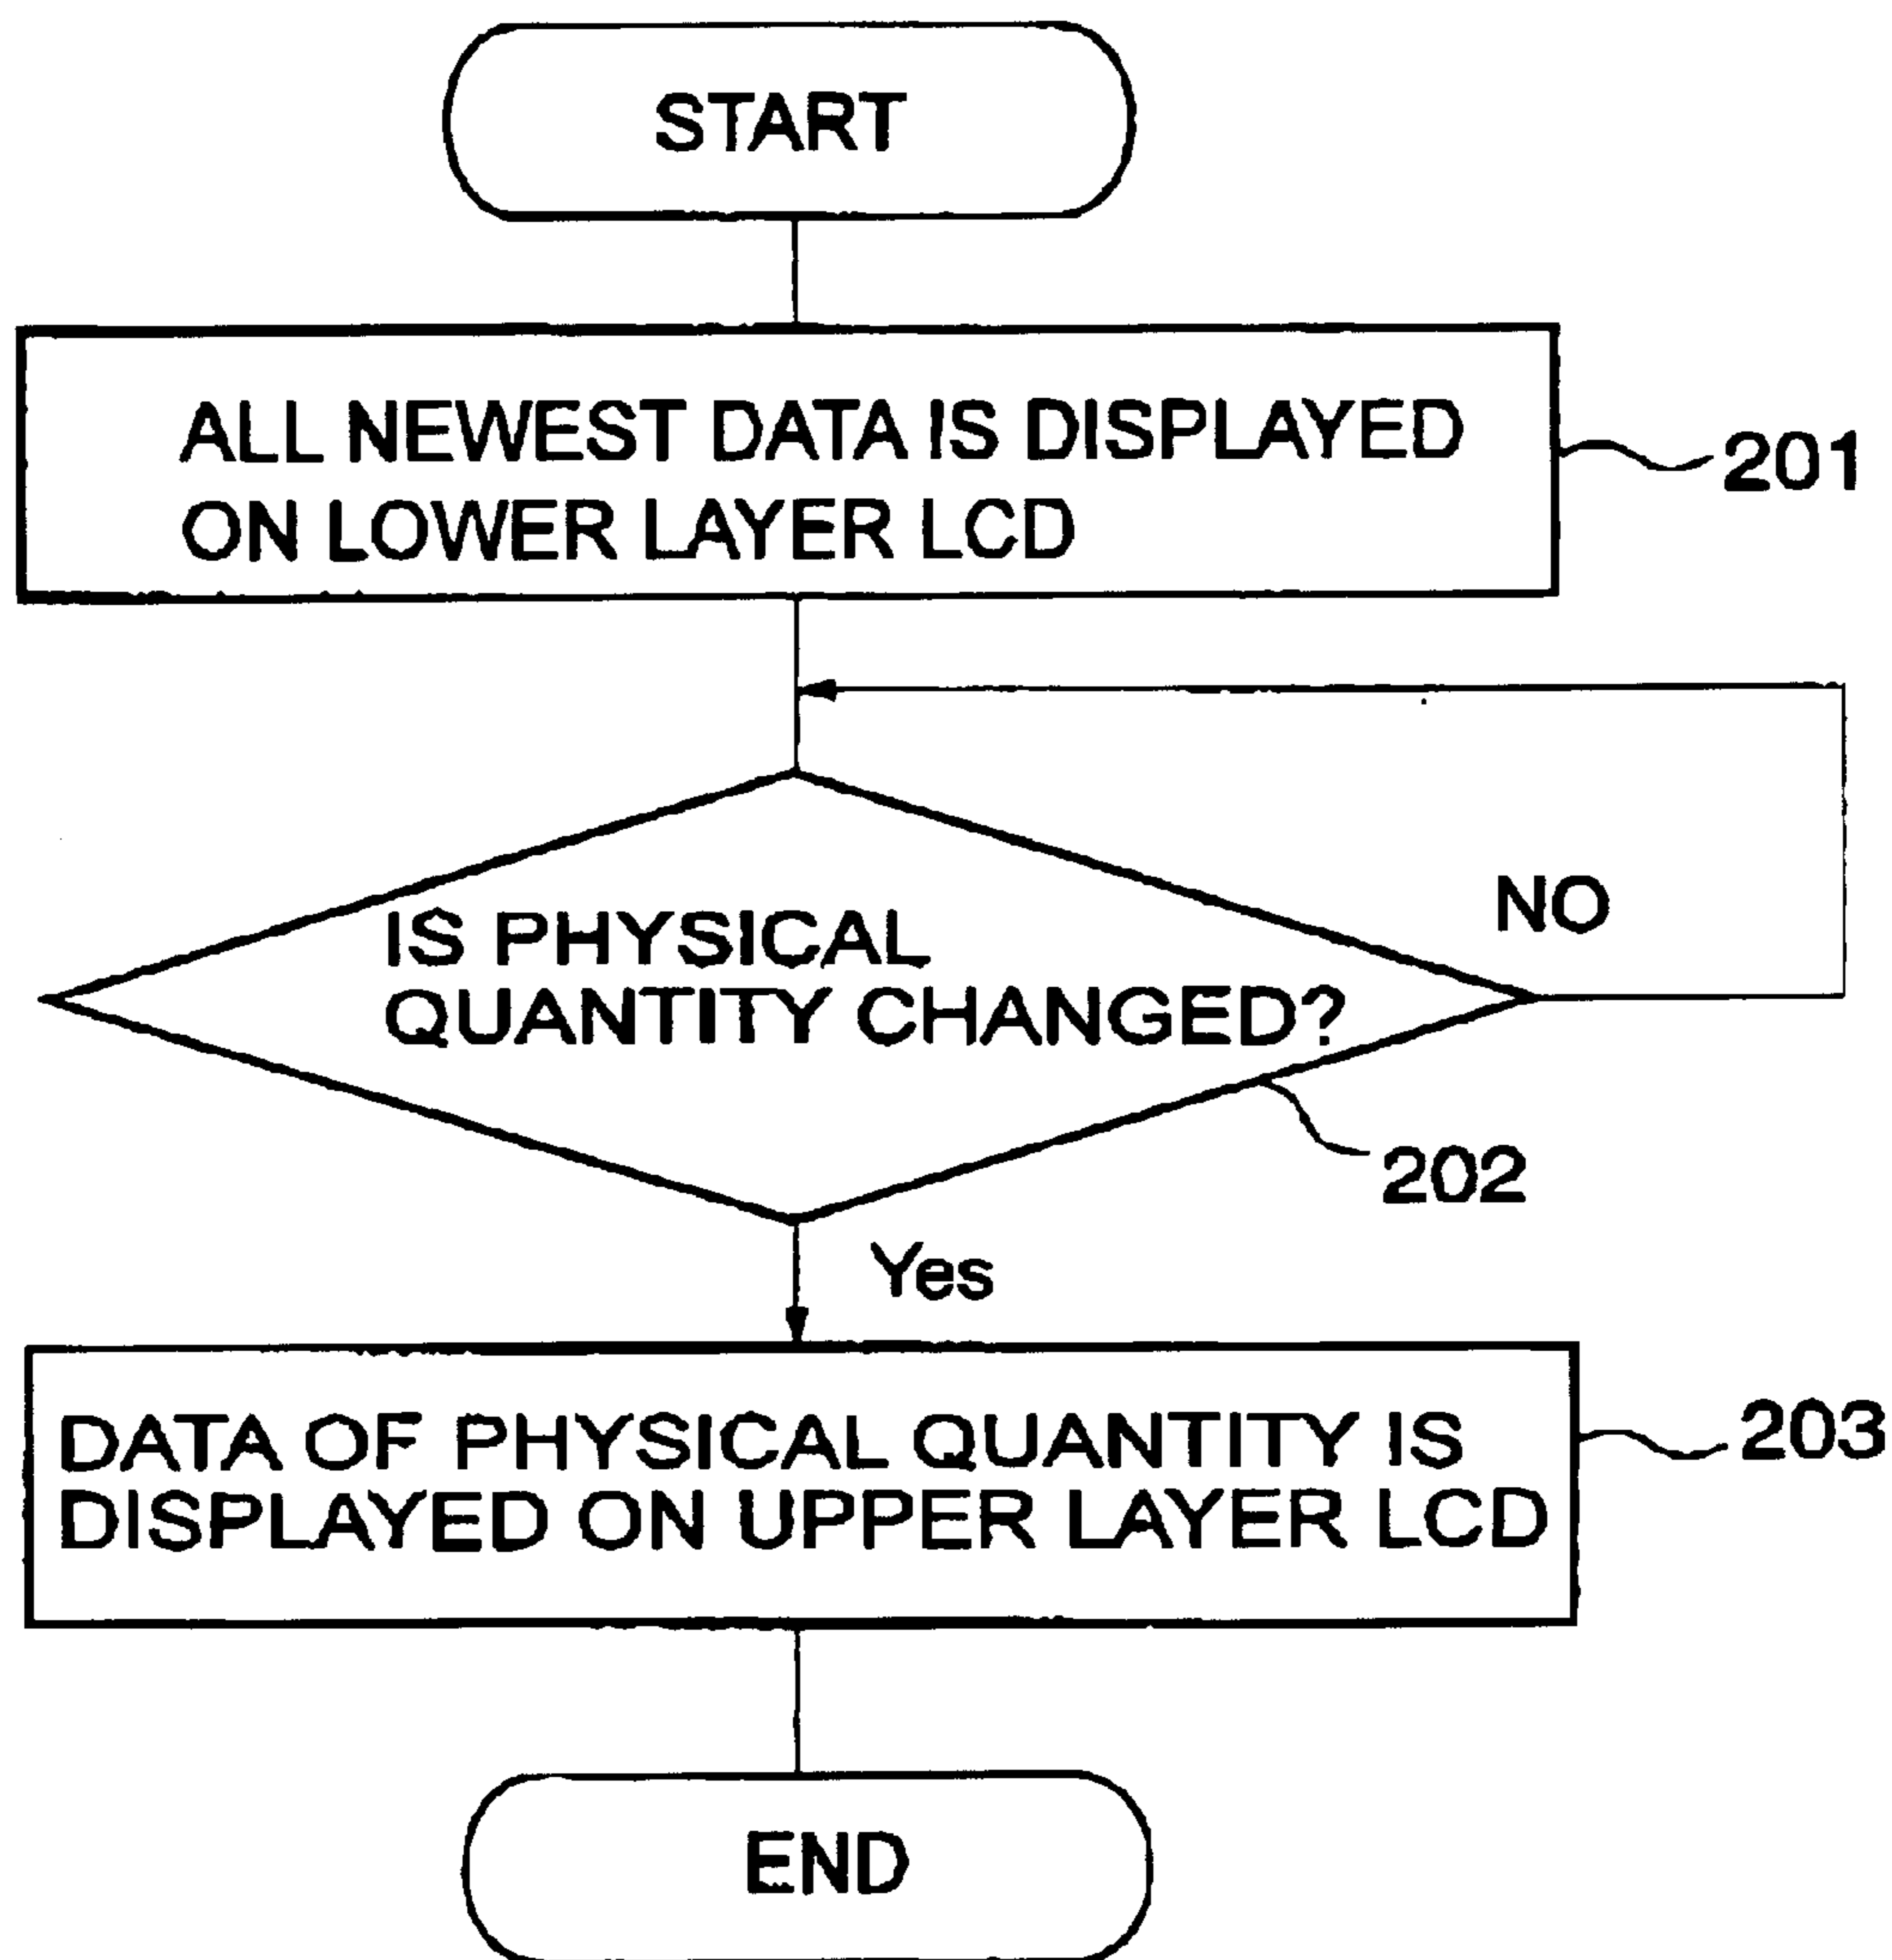 START
ALL NEWEST DATA IS DISPLAYED
ON LOWER LAYER LCD
201
NO
IS PHYSICAL
QUANTITY CHANGED?
202
Yes
DATA OF PHYSICAL QUANTITY IS
DISPLAYED ON UPPER LAYER LCD
203
END